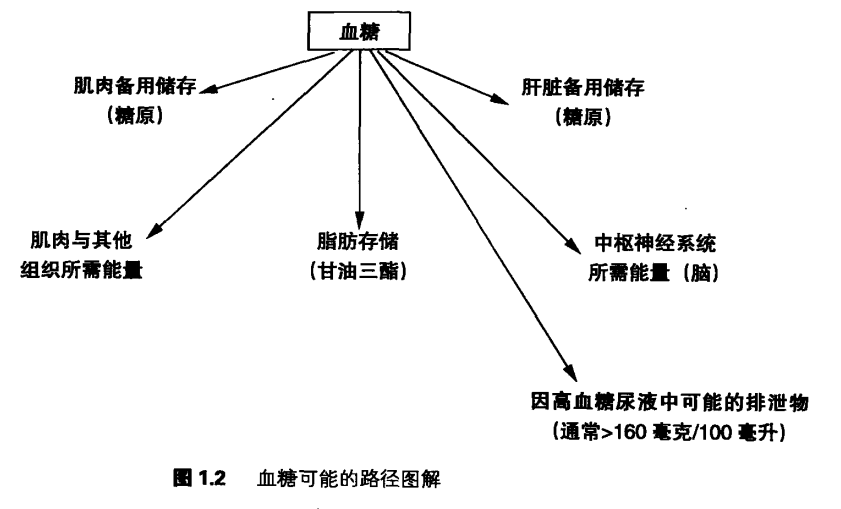 血糖
肌肉备用储存
(糖原)
肝脏备用储存
(糖原)
肌肉与其他
组织所需能量
脂肪存储
(甘油三酯)
中枢神经系统
所需能量 (脑)
因高血糖尿液中可能的排泄物
(通常>160 毫克/100 毫升)
图 1.2 血糖可能的路径图解